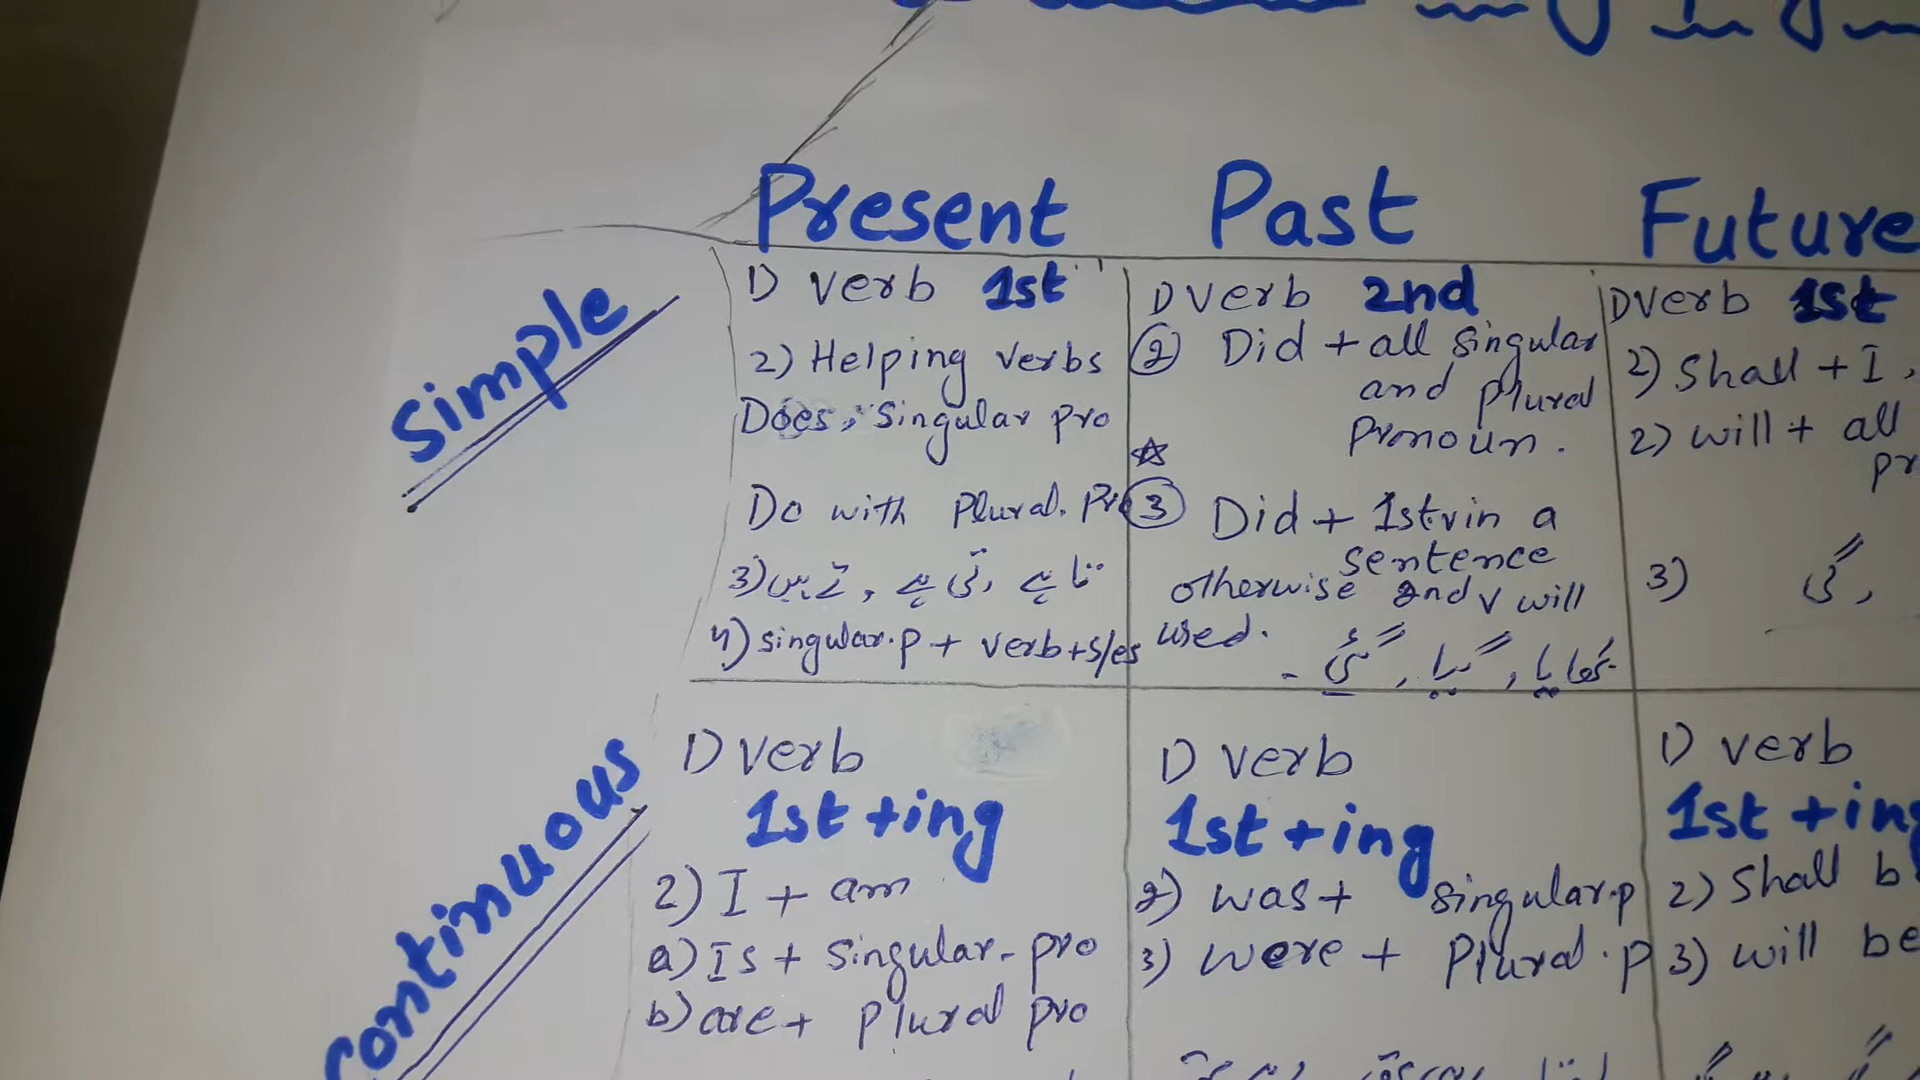 Present Past Future
Simple
1) verb 1st
2) Helping verbs
Does, Singular pro
Do with Plural. Pro
3) تا ہے, تی ہے, تے ہیں
4) singular.p + verb+s/es
1) verb 2nd
2) Did + all singular
and plural
pronoun.
3) Did + 1st v in a
sentence
otherwise 2nd v will
used.
کھایا, گیا, گئی -
1) verb 1st
2) Shall + I,
2) will + all
3) گی,
Continuous
1) verb
1st +ing
2) I + am
a) Is + singular. pro
b) are + plural pro
1) verb
1st +ing
2) was + singular.p
3) were + Plural.p
1) verb
1st +ing
2) Shall b
3) will be